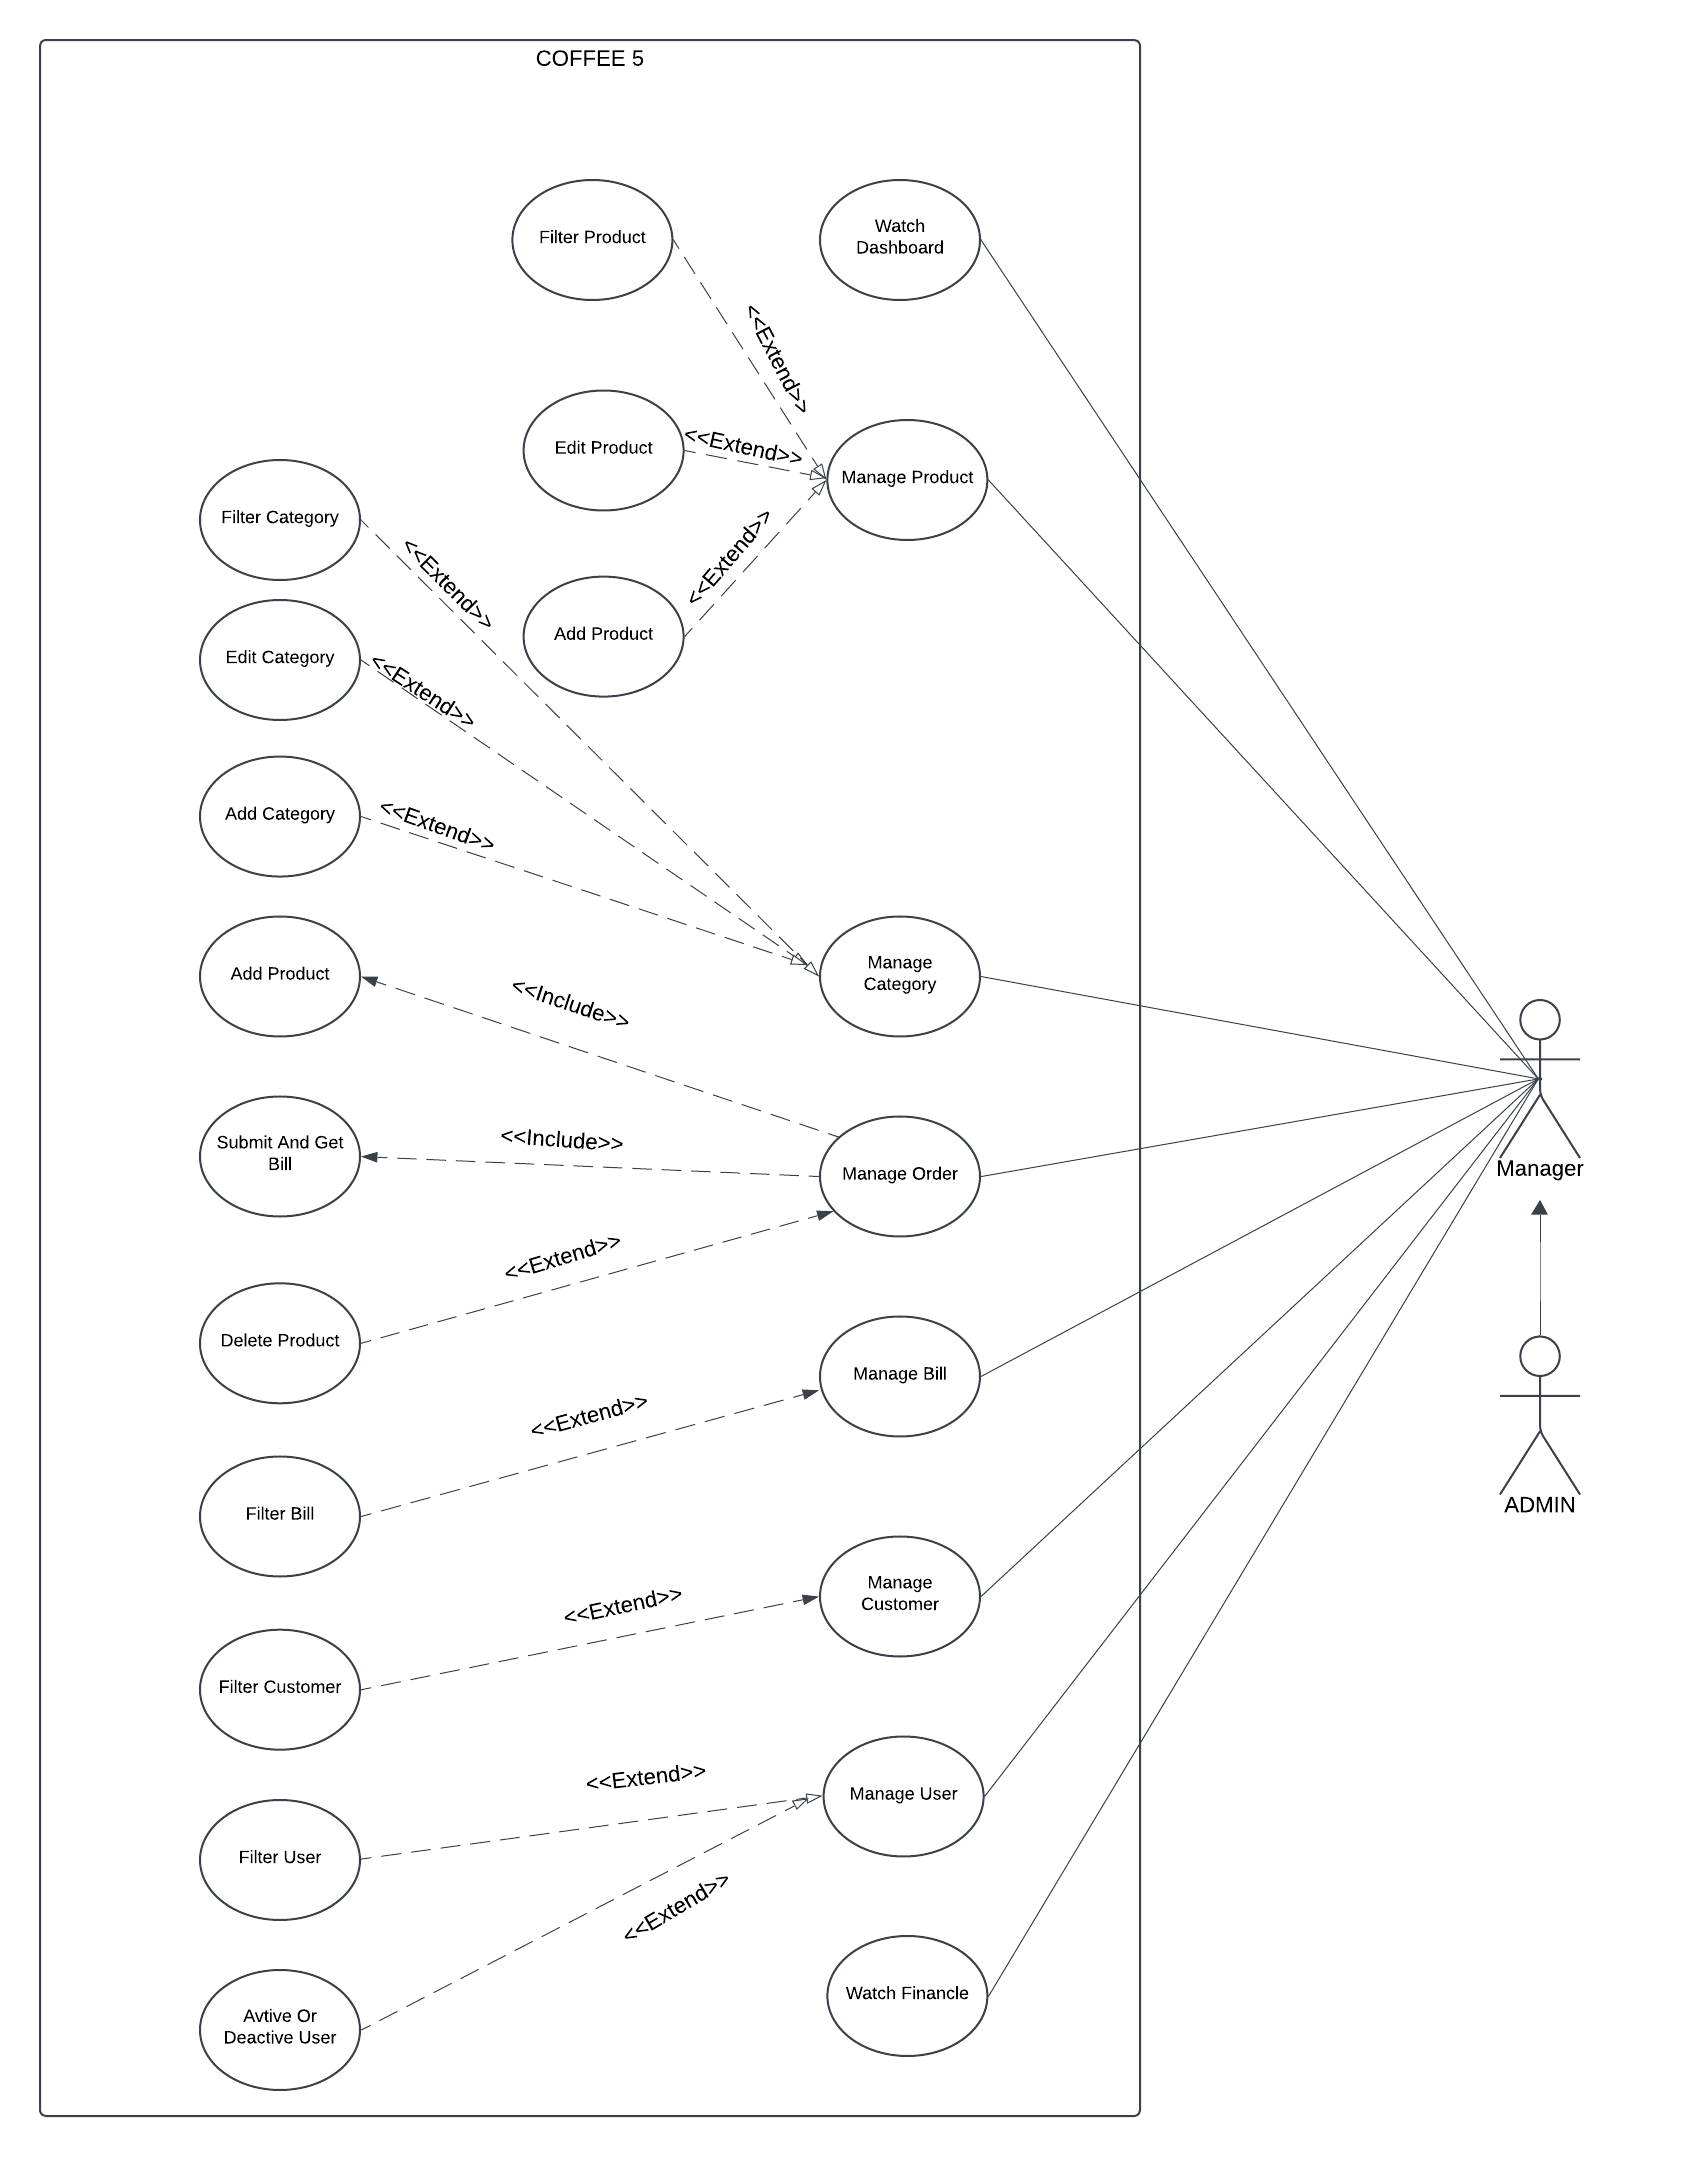 COFFEE 5
Filter Product
Watch
Dashboard
<<Extend>>
Edit Product
<<Extend>>
Manage Product
Filter Category
<<Extend>>
<<Extend>>
Add Product
Edit Category
<<Extend>>
Add Category
<<Extend>>
Add Product
<<Include>>
Manage
Category
Submit And Get
Bill
<<Include>>
Manage Order
Manager
<<Extend>>
Delete Product
Manage Bill
<<Extend>>
Filter Bill
ADMIN
Manage
Customer
<<Extend>>
Filter Customer
<<Extend>>
Manage User
Filter User
<<Extend>>
Avtive Or
Deactive User
Watch Financle